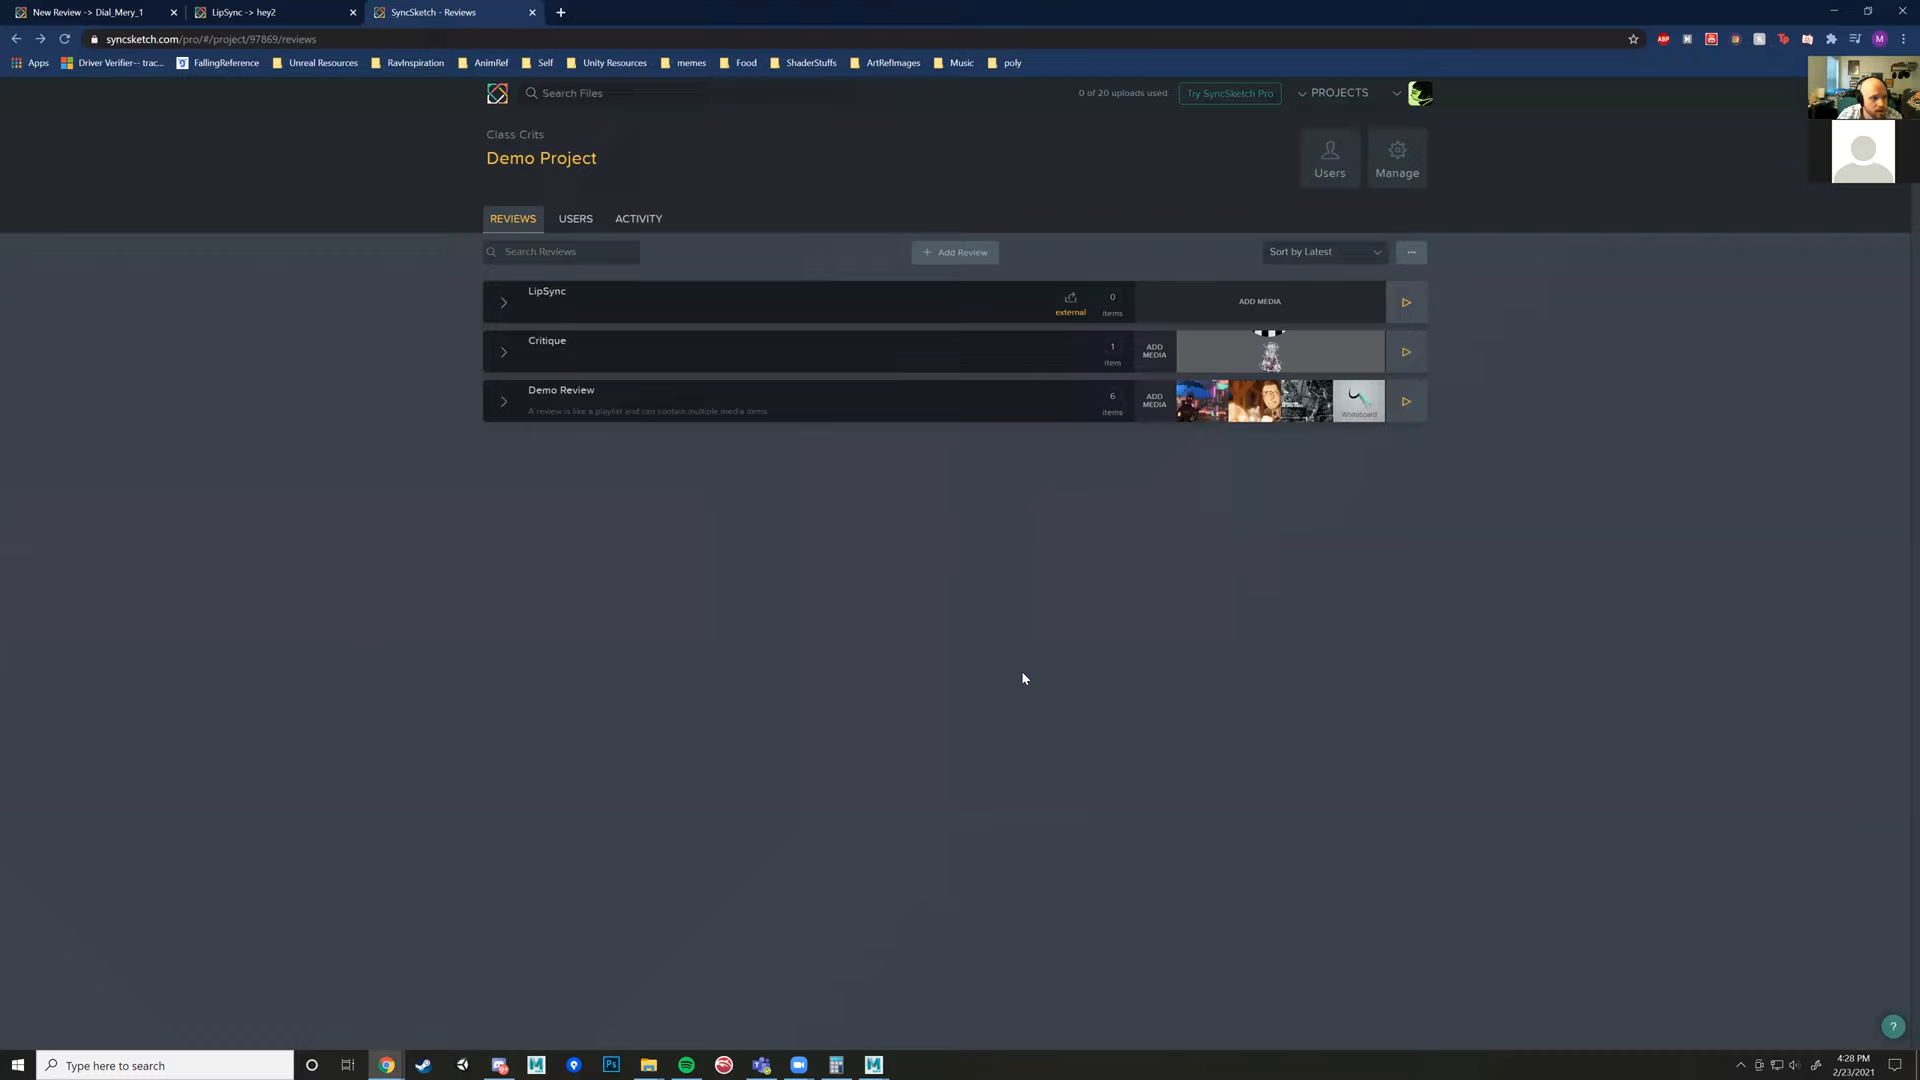 New Review -> Dial_Mery_1
LipSync -> hey2
SyncSketch - Reviews
syncsketch.com/pro/#/project/97869/reviews
ABP
Tp
M
Apps
Driver Verifier-- trac...
FallingReference
Unreal Resources
RavInspiration
AnimRef
Self
Unity Resources
memes
Food
ShaderStuffs
ArtRefImages
Music
poly
Search Files
0 of 20 uploads used
Try SyncSketch Pro
PROJECTS
Class Crits
Demo Project
Users
Manage
REVIEWS
USERS
ACTIVITY
Search Reviews
+ Add Review
Sort by Latest
...
LipSync
external
0
items
ADD MEDIA
Critique
1
item
ADD
MEDIA
Demo Review
A review is like a playlist and can contain multiple media items
6
items
ADD
MEDIA
Whiteboard
?
Type here to search
Ps
4:28 PM
2/23/2021